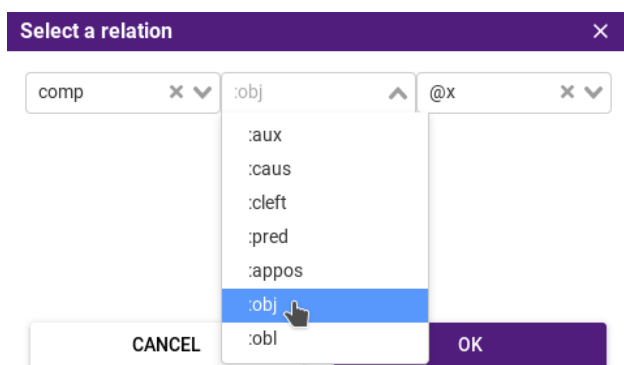 Select a relation ×
comp × :obj @x ×
:aux
:caus
:cleft
:pred
:appos
:obj
:obl
CANCEL OK